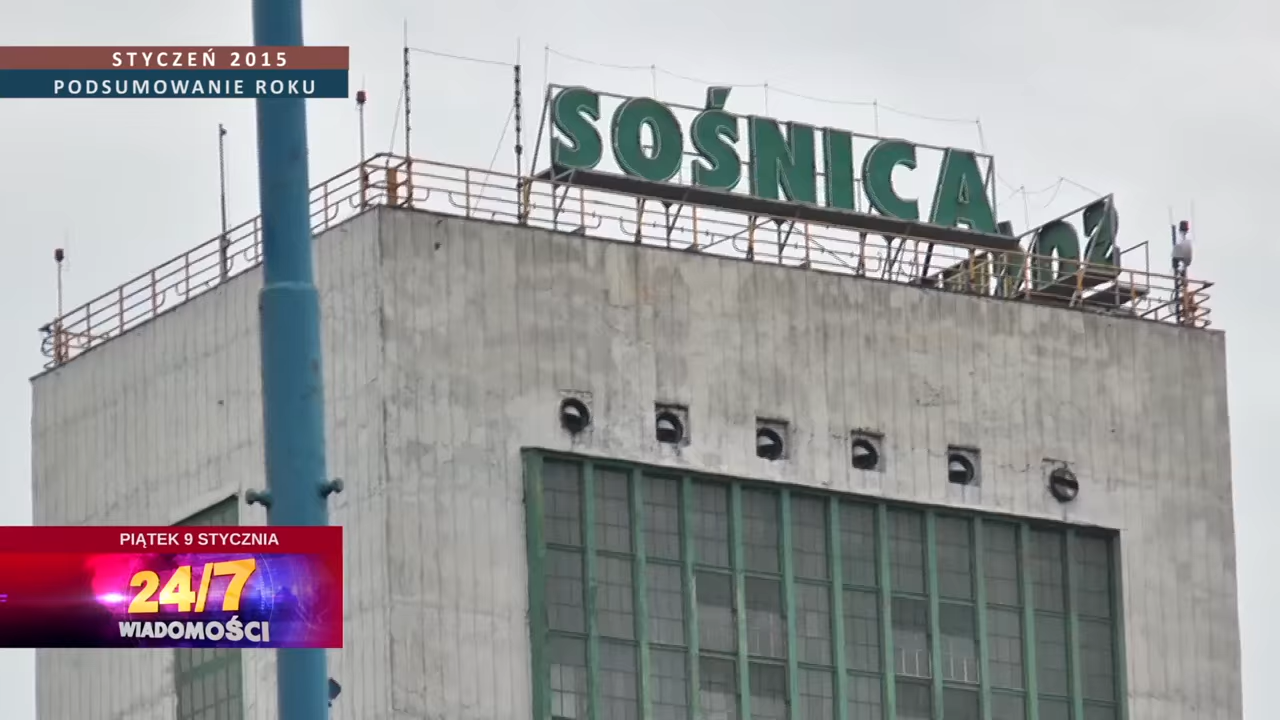 STYCZEŃ 2015
PODSUMOWANIE ROKU
SOŚNICA
PIĄTEK 9 STYCZNIA
24/7
WIADOMOŚCI